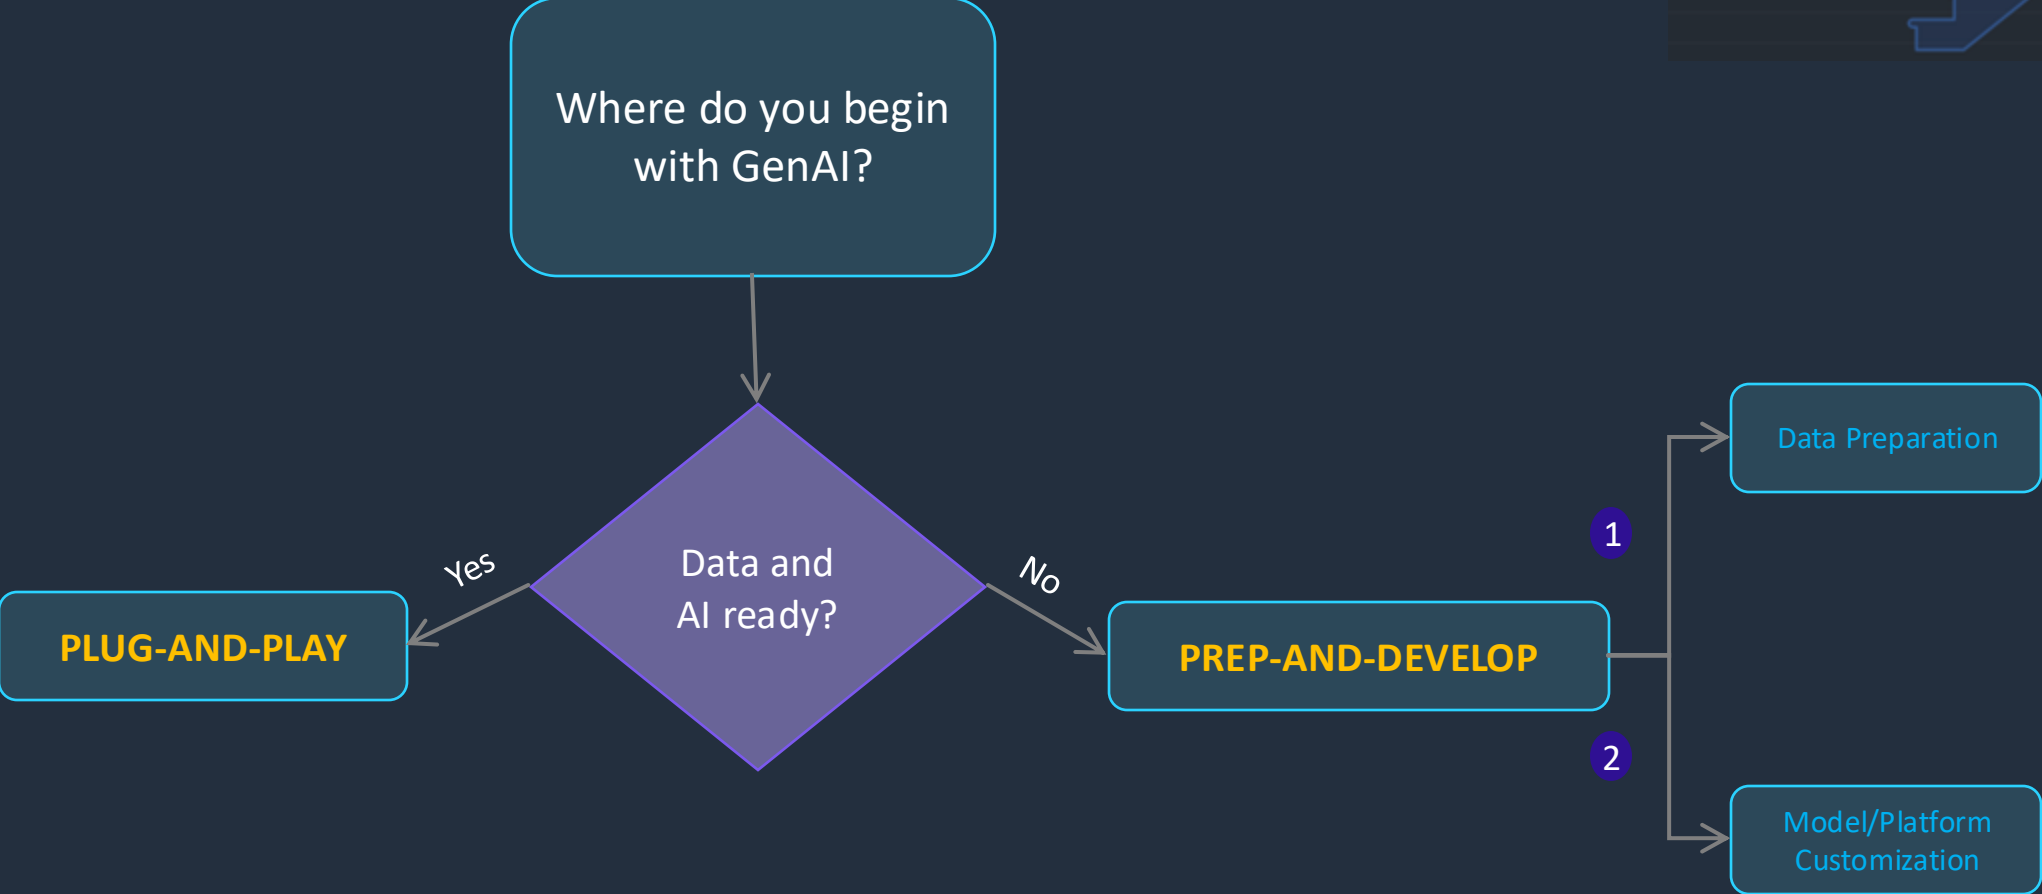 Where do you begin
with GenAI?
Data and
AI ready?
Yes
No
PLUG-AND-PLAY
PREP-AND-DEVELOP
1
2
Data Preparation
Model/Platform
Customization